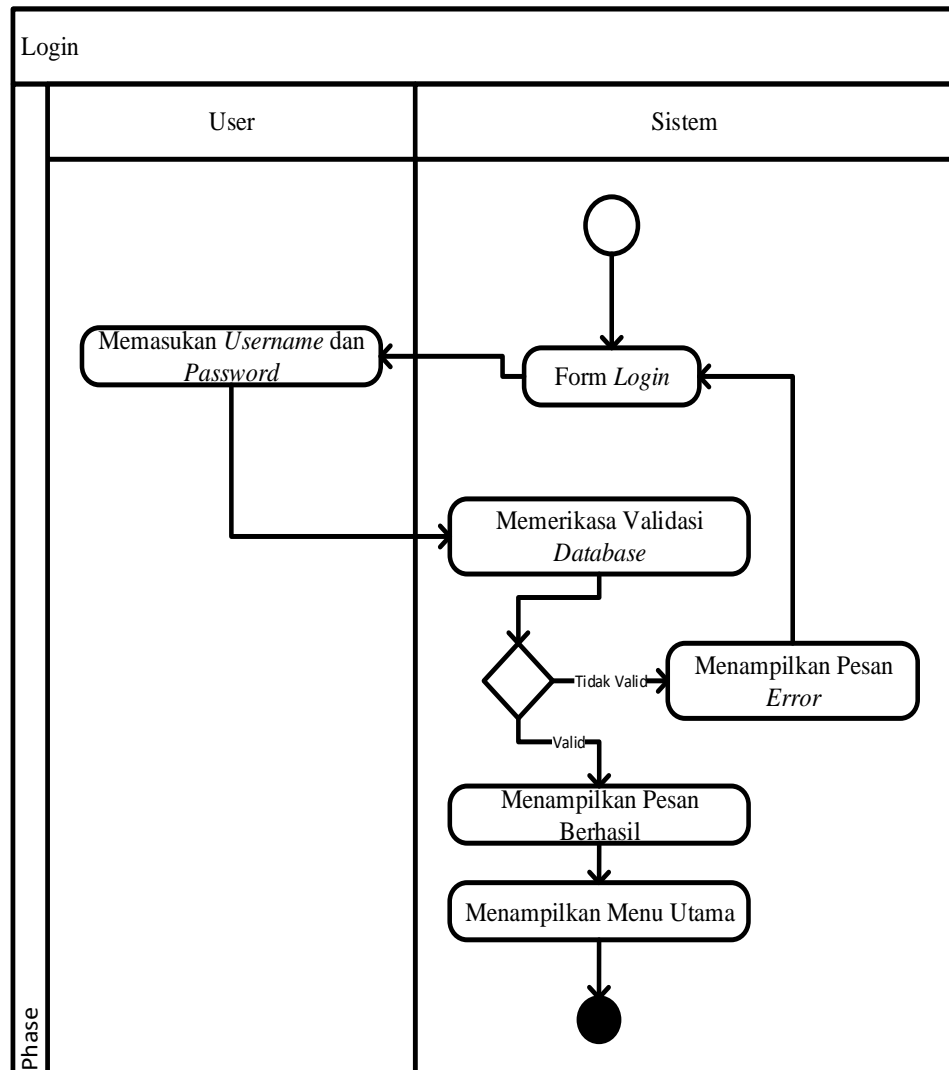 Login
User
Sistem
Memasukan Username dan
Password
Form Login
Memerikasa Validasi
Database
Tidak Valid
Menampilkan Pesan
Error
Valid
Menampilkan Pesan
Berhasil
Menampilkan Menu Utama
Phase